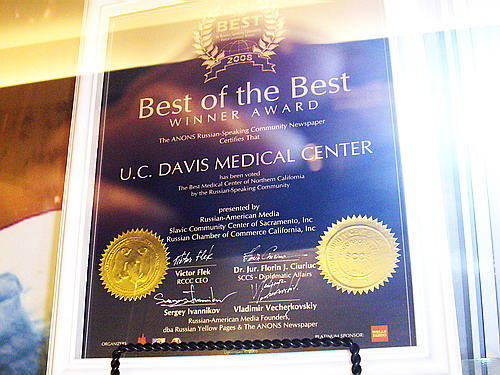 BEST
2008
Best of the Best
WINNER AWARD
The ANONS Russian-Speaking Community Newspaper
Certifies That
U.C. DAVIS MEDICAL CENTER
has been voted
The Best Medical Center of Northern California
by the Russian-Speaking Community
presented by
Russian-American Media
Slavic Community Center of Sacramento, Inc
Russian Chamber of Commerce California, Inc
Victor Flek
RCCC CEO
Dr. Jur. Florin J. Ciuriuc
SCCS - Diplomatic Affairs
Sergey Ivannikov
Vladimir Vecherkovskiy
Russian-American Media Founders,
dba Russian Yellow Pages & The ANONS Newspaper
ORGANIZERS
PLATINUM SPONSOR:
WELLS
FARGO